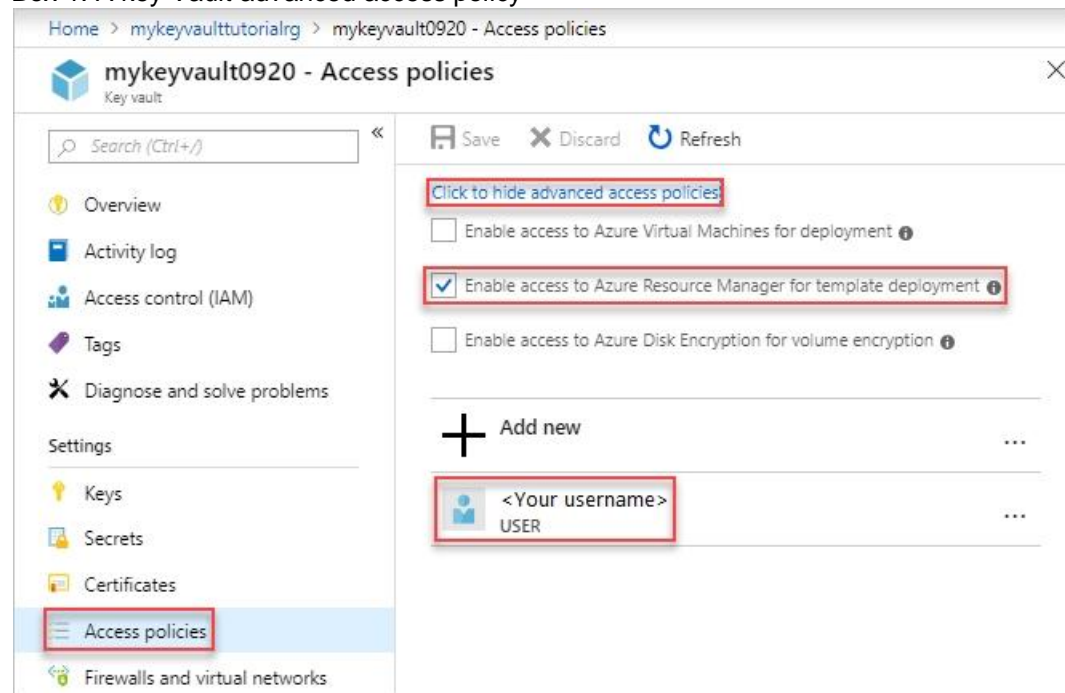 Home > mykeyvaulttutorialrg > mykeyvault0920 - Access policies
mykeyvault0920 - Access policies
Key vault
Search (Ctrl+/)
Save Discard Refresh
Overview
Activity log
Access control (IAM)
Tags
Diagnose and solve problems
Settings
Keys
Secrets
Certificates
Access policies
Firewalls and virtual networks
Click to hide advanced access policies
Enable access to Azure Virtual Machines for deployment
Enable access to Azure Resource Manager for template deployment
Enable access to Azure Disk Encryption for volume encryption
Add new
...
<Your username>
USER
...